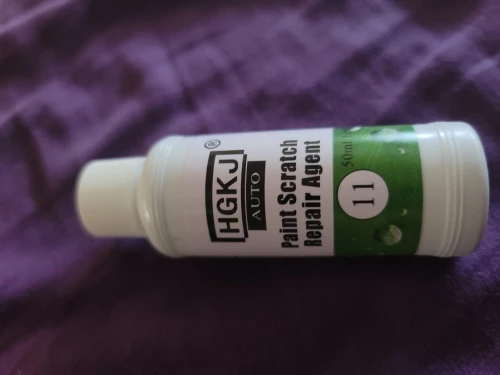 HGKJ®
AUTO
Paint Scratch
Repair Agent
50ml
11